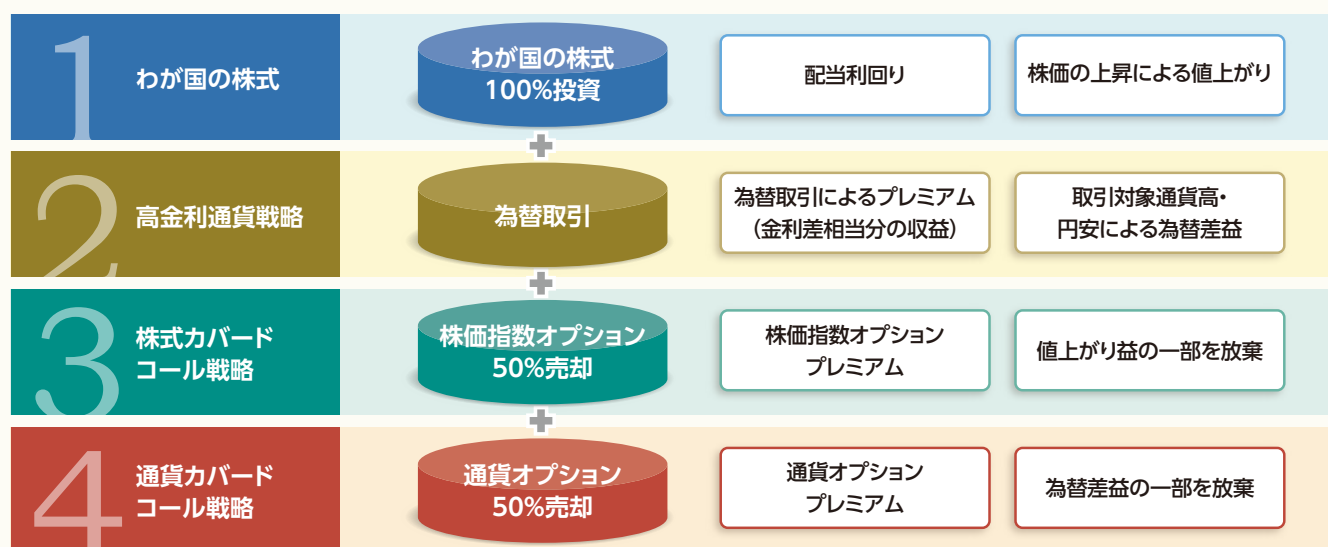 1
わが国の株式
わが国の株式
100%投資
配当利回り
株価の上昇による値上がり
2
高金利通貨戦略
為替取引
為替取引によるプレミアム
（金利差相当分の収益）
取引対象通貨高・
円安による為替差益
3
株式カバード
コール戦略
株価指数オプション
50%売却
株価指数オプション
プレミアム
値上がり益の一部を放棄
4
通貨カバード
コール戦略
通貨オプション
50%売却
通貨オプション
プレミアム
為替差益の一部を放棄